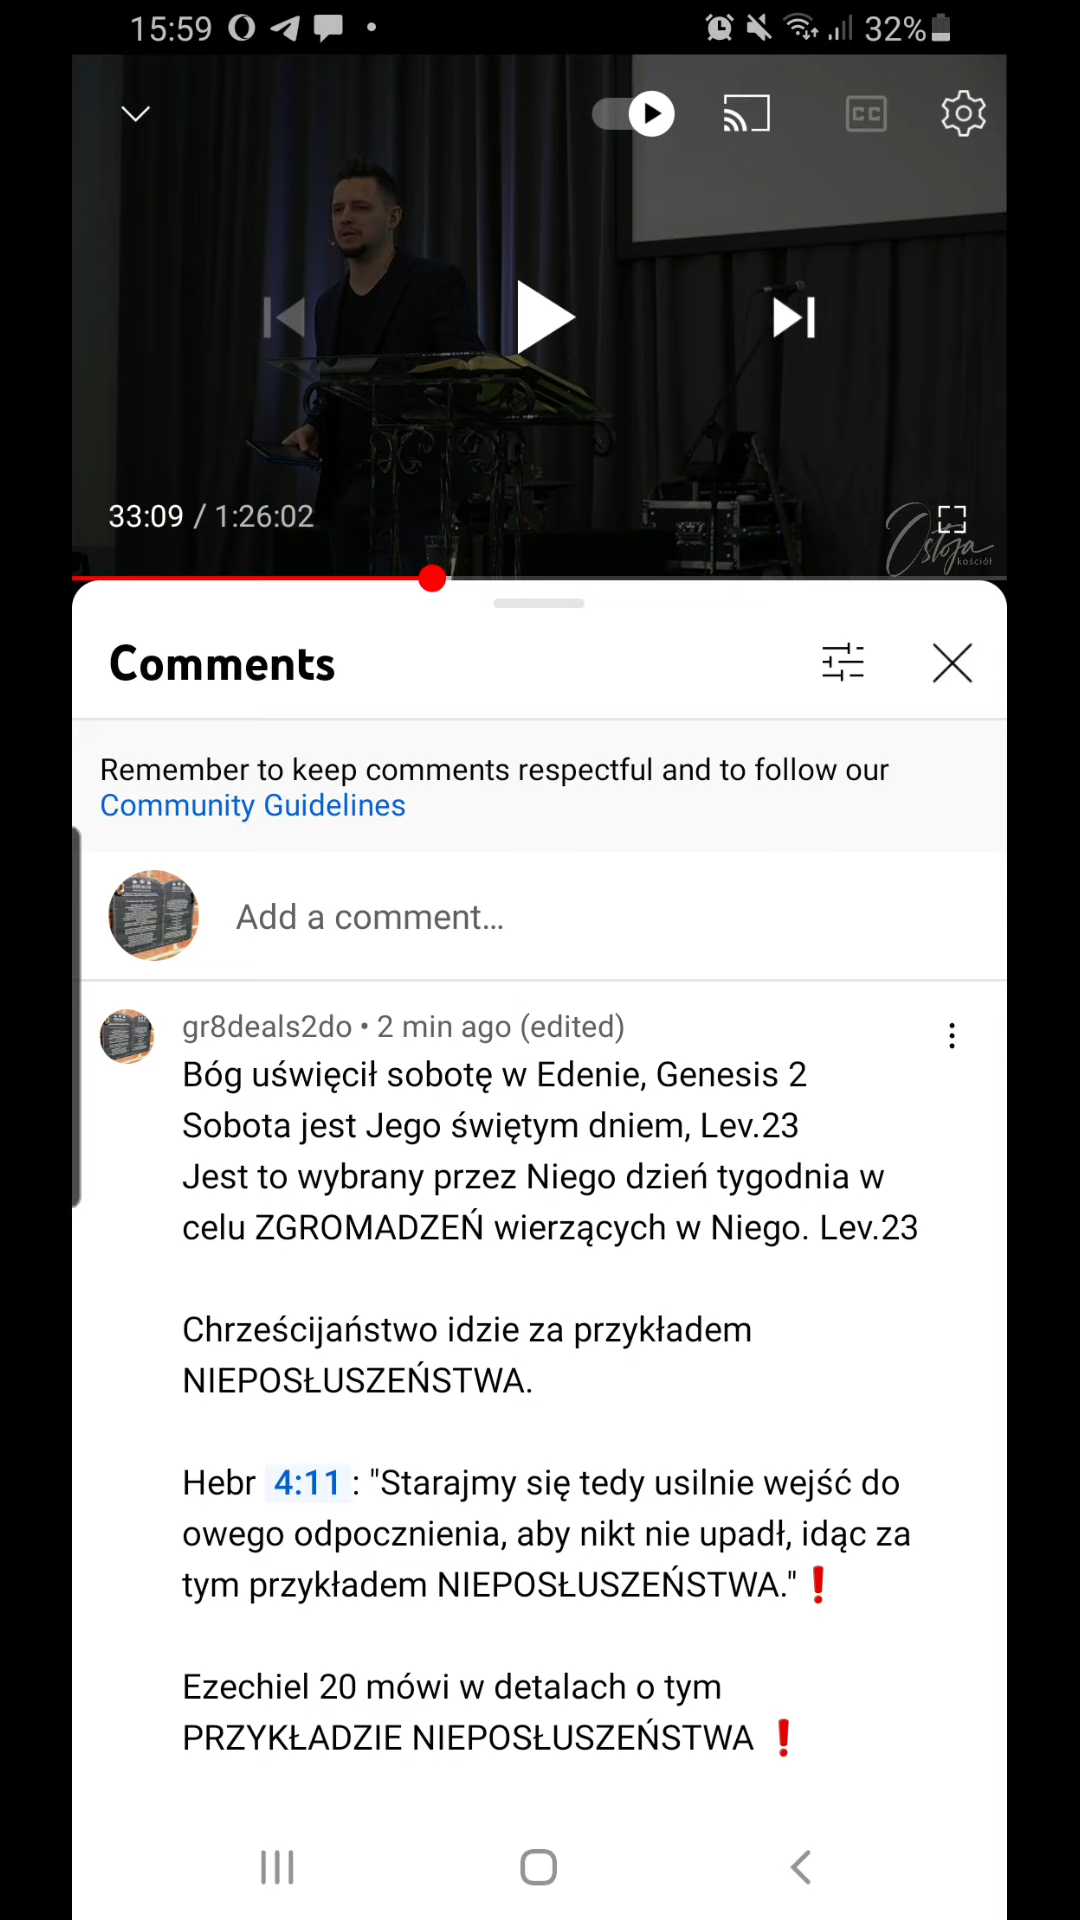 15:59
32%
CC
33:09 / 1:26:02
Ostoja
kościół
Comments
Remember to keep comments respectful and to follow our
Community Guidelines
Add a comment...
gr8deals2do • 2 min ago (edited)
Bóg uświęcił sobotę w Edenie, Genesis 2
Sobota jest Jego świętym dniem, Lev.23
Jest to wybrany przez Niego dzień tygodnia w
celu ZGROMADZEŃ wierzących w Niego. Lev.23
Chrześcijaństwo idzie za przykładem
NIEPOSŁUSZEŃSTWA.
Hebr 4:11 : "Starajmy się tedy usilnie wejść do
owego odpocznienia, aby nikt nie upadł, idąc za
tym przykładem NIEPOSŁUSZEŃSTWA."❗
Ezechiel 20 mówi w detalach o tym
PRZYKŁADZIE NIEPOSŁUSZEŃSTWA ❗